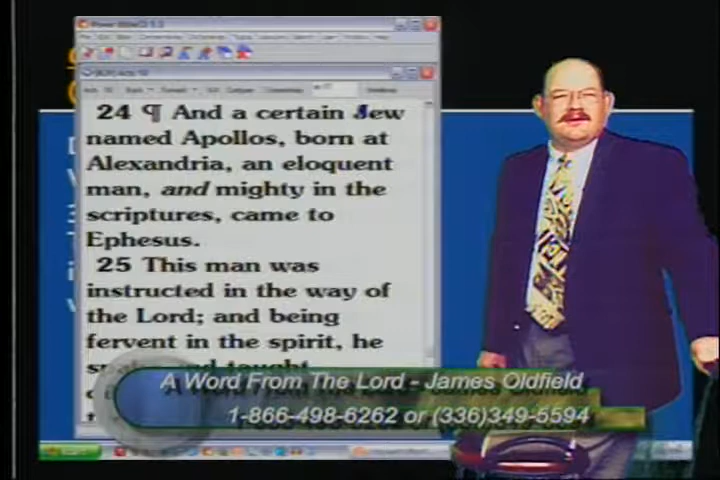 24 ¶ And a certain Jew
named Apollos, born at
Alexandria, an eloquent
man, and mighty in the
scriptures, came to
Ephesus.
25 This man was
instructed in the way of
the Lord; and being
fervent in the spirit, he
taught
A Word From The Lord - James Oldfield
1-866-498-6262 or (336)349-5594